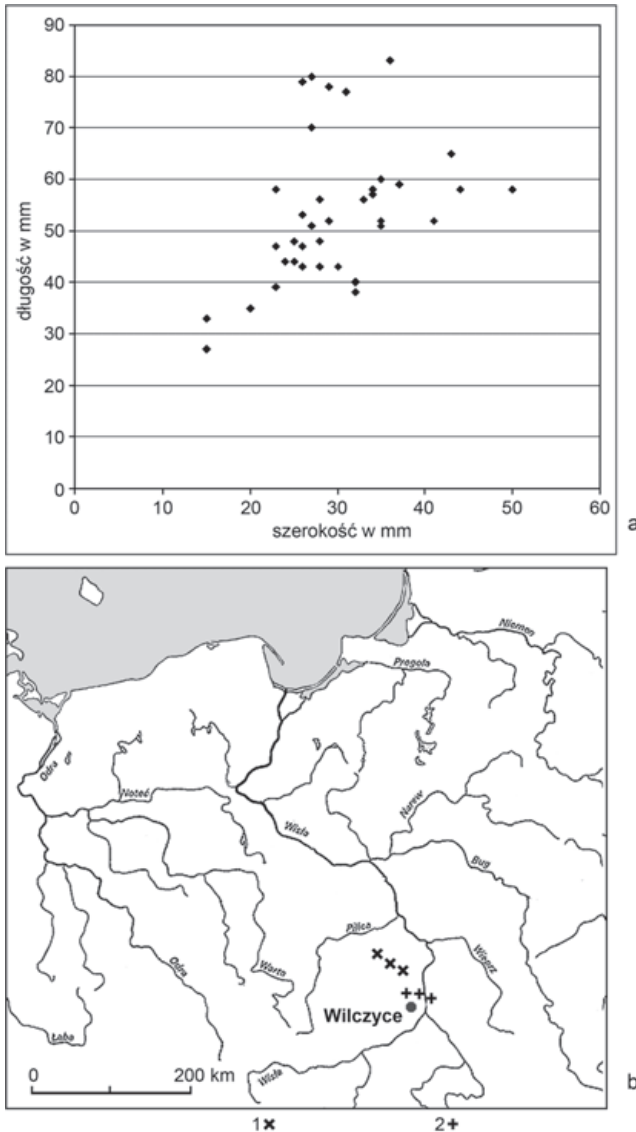 90
80
70
60
50
40
30
20
10
0
długość w mm
0 10 20 30 40 50 60
szerokość w mm
a
Niemen
Pregoła
Odra
Noteć
Narew
Wisła
Bug
Pilica
Warta
Odra
Wieprz
Wilczyce
Łaba
Wisła
0 200 km
b
1 2